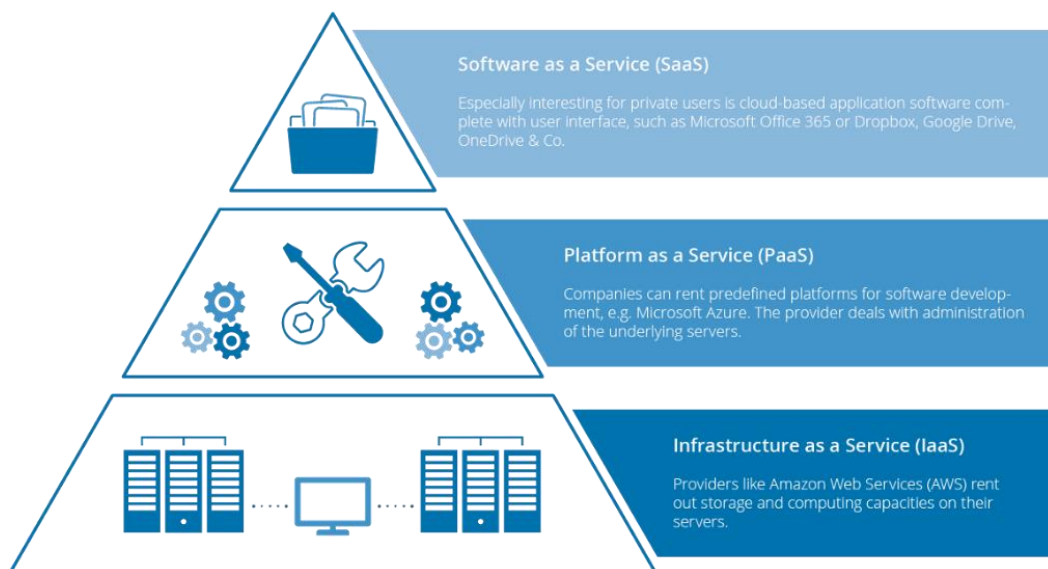 Software as a Service (SaaS)
Especially interesting for private users is cloud-based application software com-
plete with user interface, such as Microsoft Office 365 or Dropbox, Google Drive,
OneDrive & Co.
Platform as a Service (PaaS)
Companies can rent predefined platforms for software develop-
ment, e.g. Microsoft Azure. The provider deals with administration
of the underlying servers.
Infrastructure as a Service (IaaS)
Providers like Amazon Web Services (AWS) rent
out storage and computing capacities on their
servers.